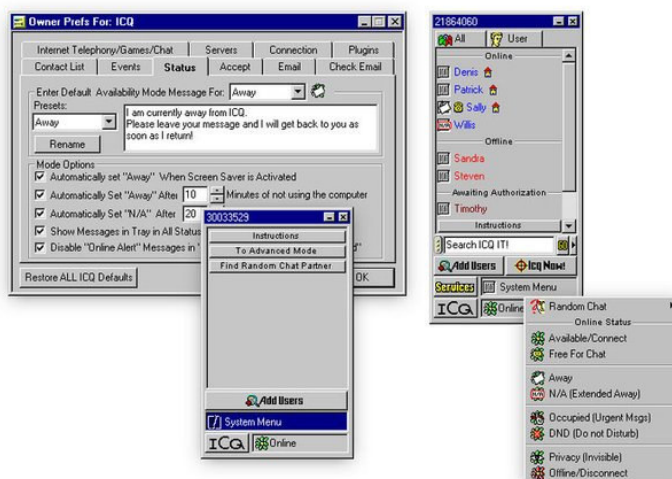 Owner Prefs For: ICQ
Internet Telephony/Games/Chat Servers Connection Plugins
Contact List Events Status Accept Email Check Email
Enter Default Availability Mode Message For: Away
Presets:
Away
Rename
I am currently away from ICQ.
Please leave your message and I will get back to you as
soon as I return!
Mode Options
Automatically set "Away" When Screen Saver is Activated
Automatically Set "Away" After 10 Minutes of not using the computer
Automatically Set "N/A" After 20
Show Messages in Tray in All Status
Disable "Online Alert" Messages in
Restore ALL ICQ Defaults
OK
30033529
Instructions
To Advanced Mode
Find Random Chat Partner
Add Users
System Menu
ICQ Online
21864060
All User
Online
Denis
Patrick
Sally
Willis
Offline
Sandra
Steven
Awaiting Authorization
Timothy
Instructions
Search ICQ IT!
Add Users Icq Now!
Services System Menu
ICQ Online
Random Chat
Online Status
Available/Connect
Free For Chat
Away
N/A (Extended Away)
Occupied (Urgent Msgs)
DND (Do not Disturb)
Privacy (Invisible)
Offline/Disconnect